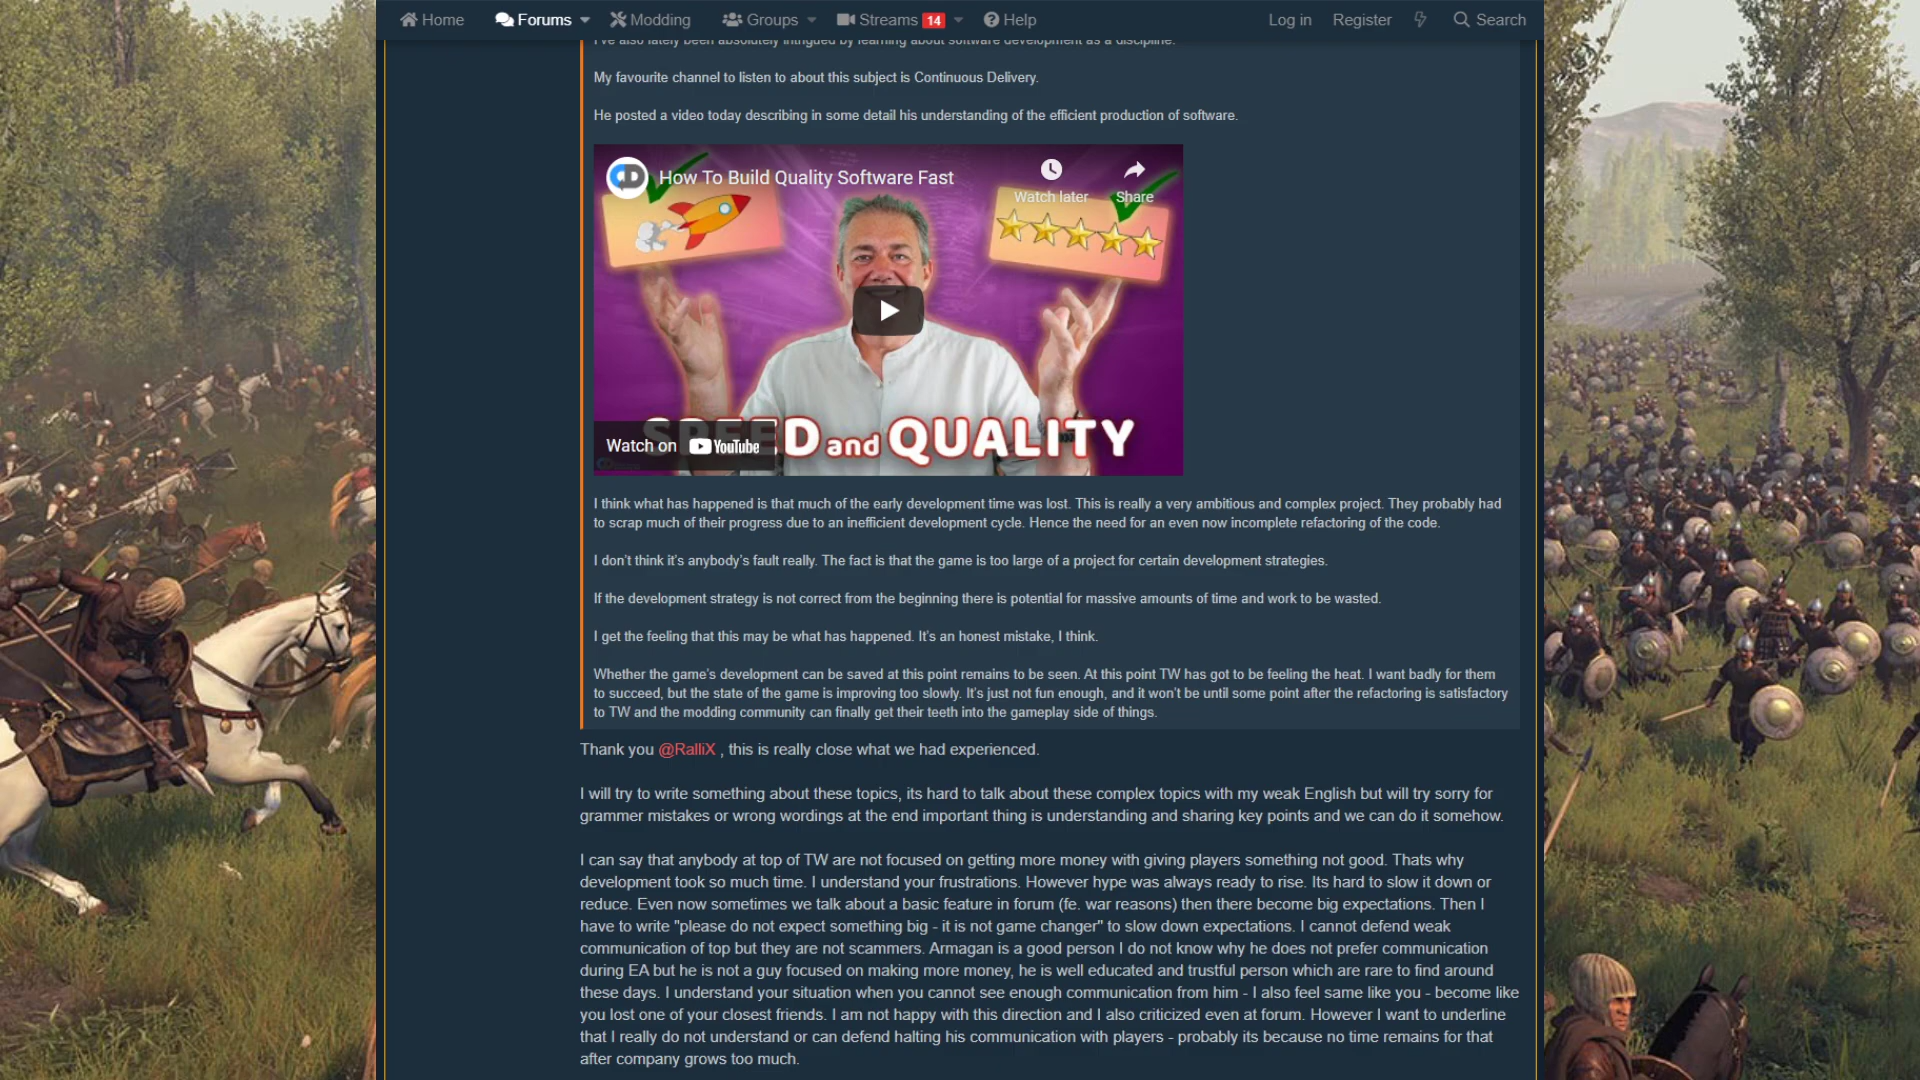 Home Forums Modding Groups Streams 14 Help Log in Register Search
I've also lately been absolutely intrigued by learning about software development as a discipline.
My favourite channel to listen to about this subject is Continuous Delivery.
He posted a video today describing in some detail his understanding of the efficient production of software.
How To Build Quality Software Fast
Watch later Share
SPEED and QUALITY
Watch on YouTube
I think what has happened is that much of the early development time was lost. This is really a very ambitious and complex project. They probably had
to scrap much of their progress due to an inefficient development cycle. Hence the need for an even now incomplete refactoring of the code.
I don't think it's anybody's fault really. The fact is that the game is too large of a project for certain development strategies.
If the development strategy is not correct from the beginning there is potential for massive amounts of time and work to be wasted.
I get the feeling that this may be what has happened. It's an honest mistake, I think.
Whether the game's development can be saved at this point remains to be seen. At this point TW has got to be feeling the heat. I want badly for them
to succeed, but the state of the game is improving too slowly. It's just not fun enough, and it won't be until some point after the refactoring is satisfactory
to TW and the modding community can finally get their teeth into the gameplay side of things.
Thank you @RalliX , this is really close what we had experienced.
I will try to write something about these topics, its hard to talk about these complex topics with my weak English but will try sorry for
grammer mistakes or wrong wordings at the end important thing is understanding and sharing key points and we can do it somehow.
I can say that anybody at top of TW are not focused on getting more money with giving players something not good. Thats why
development took so much time. I understand your frustrations. However hype was always ready to rise. Its hard to slow it down or
reduce. Even now sometimes we talk about a basic feature in forum (fe. war reasons) then there become big expectations. Then I
have to write "please do not expect something big - it is not game changer" to slow down expectations. I cannot defend weak
communication of top but they are not scammers. Armagan is a good person I do not know why he does not prefer communication
during EA but he is not a guy focused on making more money, he is well educated and trustful person which are rare to find around
these days. I understand your situation when you cannot see enough communication from him - I also feel same like you - become like
you lost one of your closest friends. I am not happy with this direction and I also criticized even at forum. However I want to underline
that I really do not understand or can defend halting his communication with players - probably its because no time remains for that
after company grows too much.